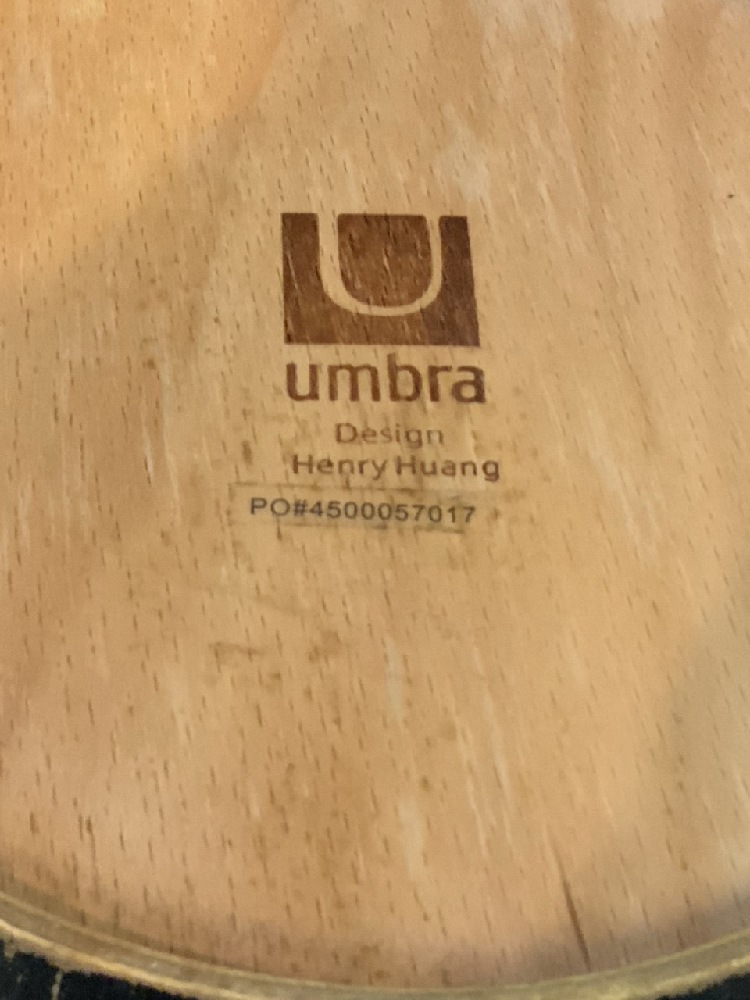 umbra
Design
Henry Huang
PO#4500057017